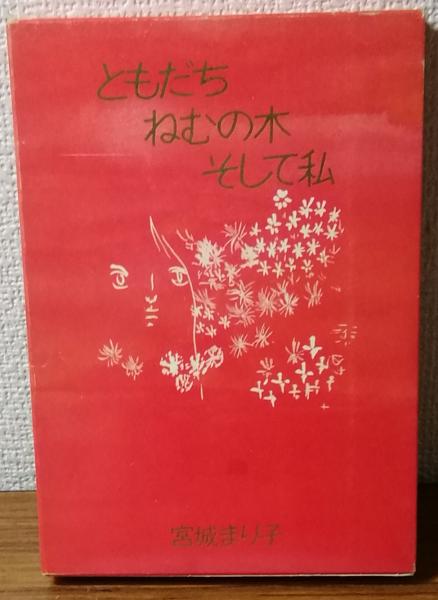 ともだち
ねむの木
そして私
宮城まり子